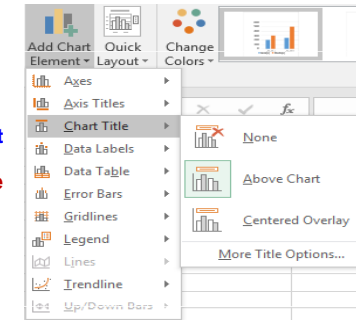 Add Chart Quick Change
Element Layout Colors
Axes
Axis Titles
fx
Chart Title
None
t
Data Labels
Data Table
Above Chart
e
Error Bars
Gridlines
Centered Overlay
Legend
More Title Options...
Lines
Trendline
Up/Down Bars